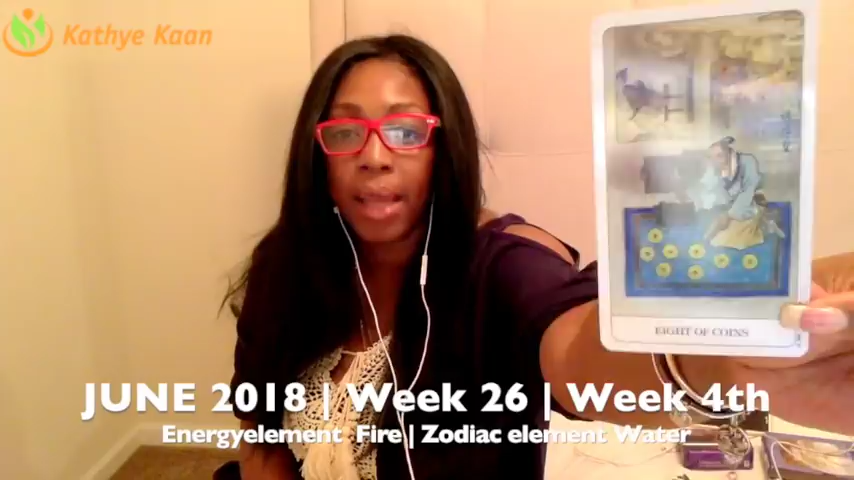 Kathye Kaan
EIGHT OF COINS
JUNE 2018 | Week 26 | Week 4th
Energyelement Fire | Zodiac element Water